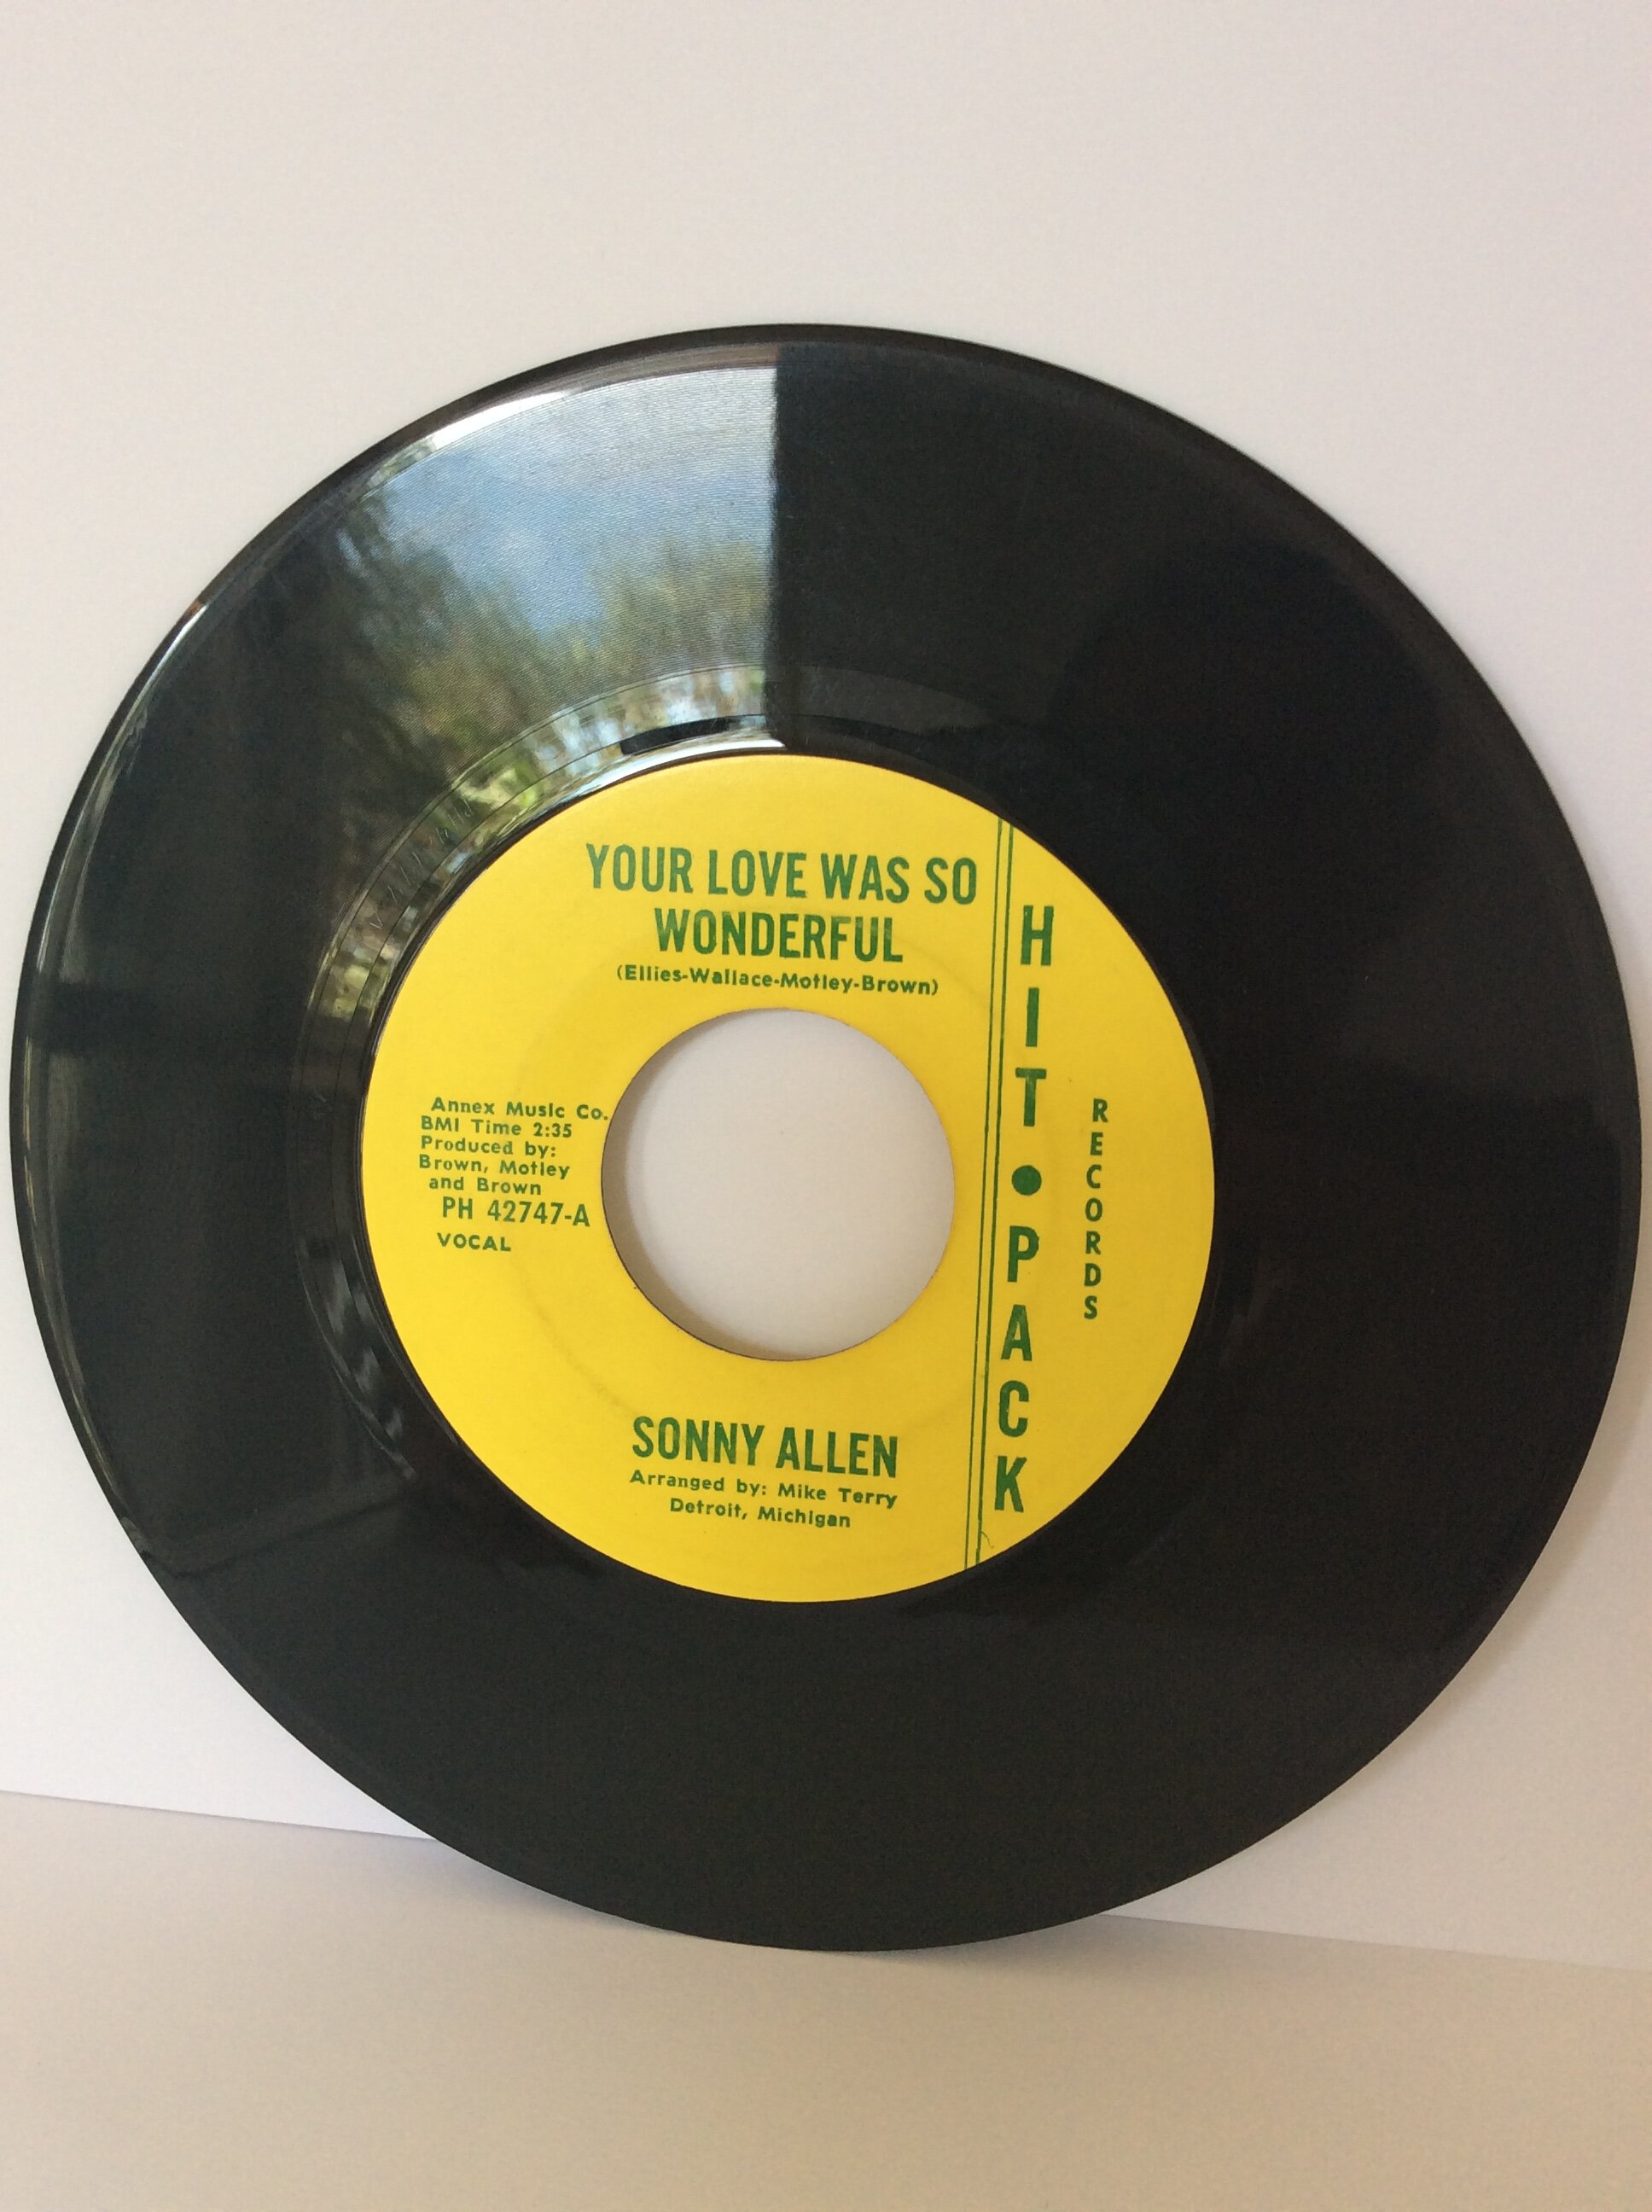 YOUR LOVE WAS SO
WONDERFUL
(Ellies-Wallace-Motley-Brown)
Annex Music Co.
BMI Time 2:35
Produced by:
Brown, Motley
and Brown
PH 42747-A
VOCAL
SONNY ALLEN
Arranged by: Mike Terry
Detroit, Michigan
HIT • PACK
RECORDS